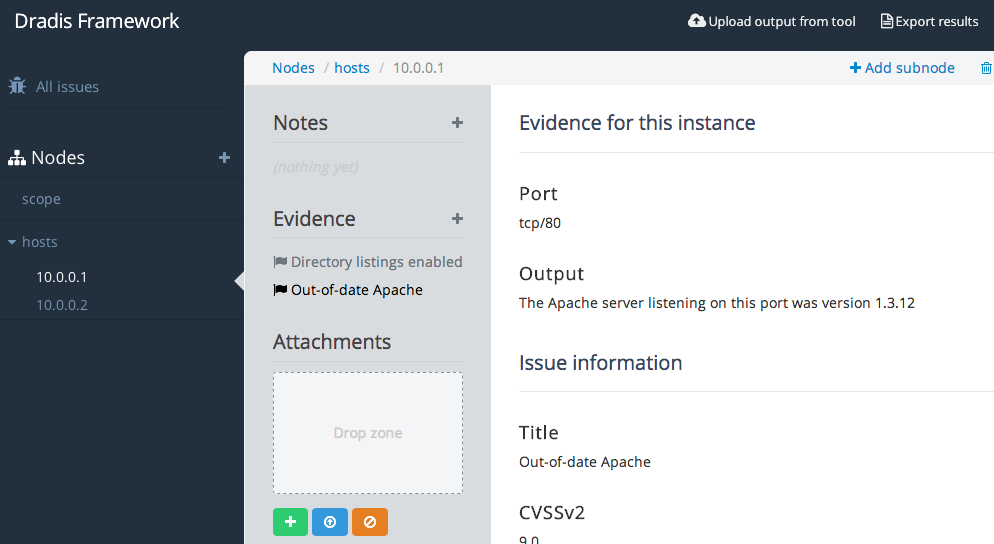 Dradis Framework
Upload output from tool
Export results
All issues
Nodes
scope
hosts
10.0.0.1
10.0.0.2
Nodes / hosts / 10.0.0.1
Add subnode
Notes
(nothing yet)
Evidence
Directory listings enabled
Out-of-date Apache
Attachments
Drop zone
Evidence for this instance
Port
tcp/80
Output
The Apache server listening on this port was version 1.3.12
Issue information
Title
Out-of-date Apache
CVSSv2
9.0